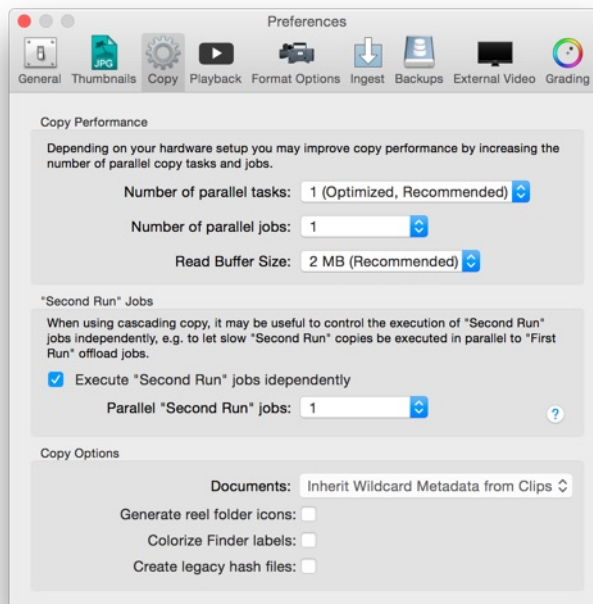 Preferences
JPG
General Thumbnails Copy Playback Format Options Ingest Backups External Video Grading
Copy Performance
Depending on your hardware setup you may improve copy performance by increasing the
number of parallel copy tasks and jobs.
Number of parallel tasks: 1 (Optimized, Recommended)
Number of parallel jobs: 1
Read Buffer Size: 2 MB (Recommended)
"Second Run" Jobs
When using cascading copy, it may be useful to control the execution of "Second Run"
jobs independently, e.g. to let slow "Second Run" copies be executed in parallel to "First
Run" offload jobs.
Execute "Second Run" jobs idependently
Parallel "Second Run" jobs: 1 ?
Copy Options
Documents: Inherit Wildcard Metadata from Clips
Generate reel folder icons:
Colorize Finder labels:
Create legacy hash files: